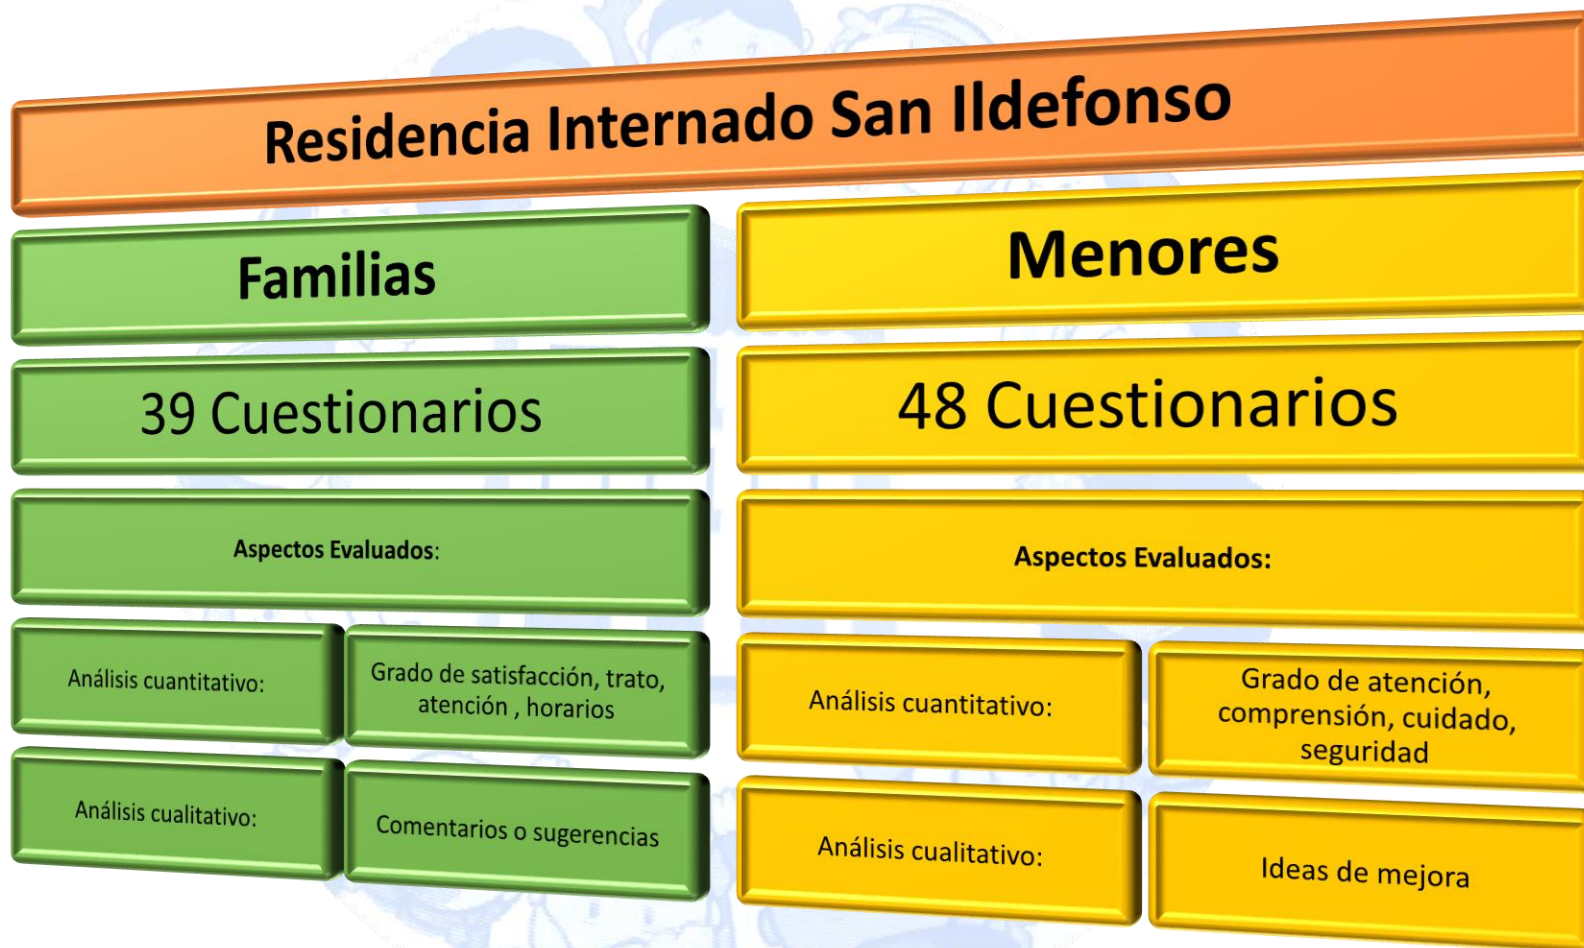 Residencia Internado San Ildefonso
Familias
39 Cuestionarios
Aspectos Evaluados:
Análisis cuantitativo:
Grado de satisfacción, trato,
atención , horarios
Análisis cualitativo:
Comentarios o sugerencias
Menores
48 Cuestionarios
Aspectos Evaluados:
Análisis cuantitativo:
Grado de atención,
comprensión, cuidado,
seguridad
Análisis cualitativo:
Ideas de mejora